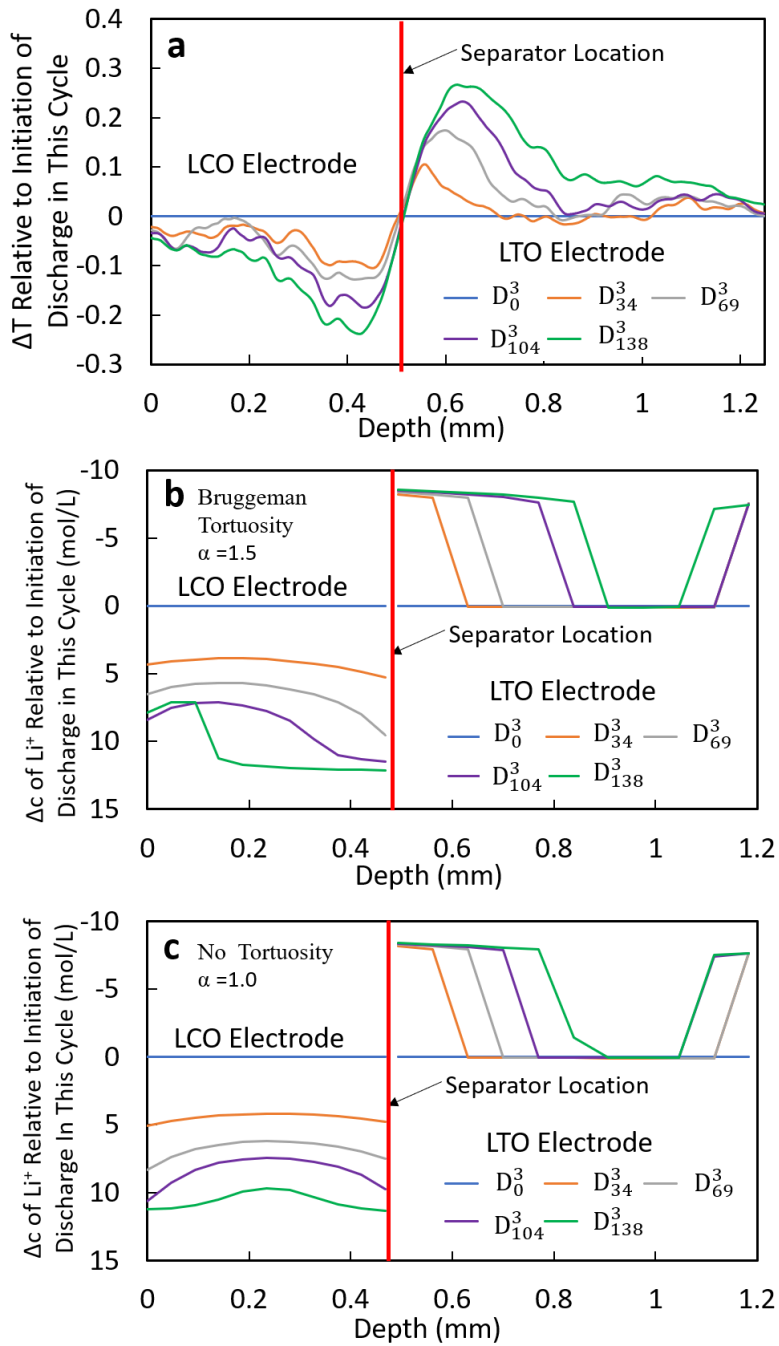 a
ΔT Relative to Initiation of
Discharge in This Cycle
0.4
0.3
0.2
0.1
0
-0.1
-0.2
-0.3
Separator Location
LCO Electrode
LTO Electrode
D³₀ D³₃₄ D³₆₉
D³₁₀₄ D³₁₃₈
0 0.2 0.4 0.6 0.8 1 1.2
Depth (mm)
b
Bruggeman
Tortuosity
α =1.5
Δc of Li⁺ Relative to Initiation of
Discharge in This Cycle (mol/L)
-10
-5
0
5
10
15
LCO Electrode
Separator Location
LTO Electrode
D³₀ D³₃₄ D³₆₉
D³₁₀₄ D³₁₃₈
0 0.2 0.4 0.6 0.8 1 1.2
Depth (mm)
c
No Tortuosity
α =1.0
Δc of Li⁺ Relative to Initiation of
Discharge In This Cycle (mol/L)
-10
-5
0
5
10
15
LCO Electrode
Separator Location
LTO Electrode
D³₀ D³₃₄ D³₆₉
D³₁₀₄ D³₁₃₈
0 0.2 0.4 0.6 0.8 1 1.2
Depth (mm)